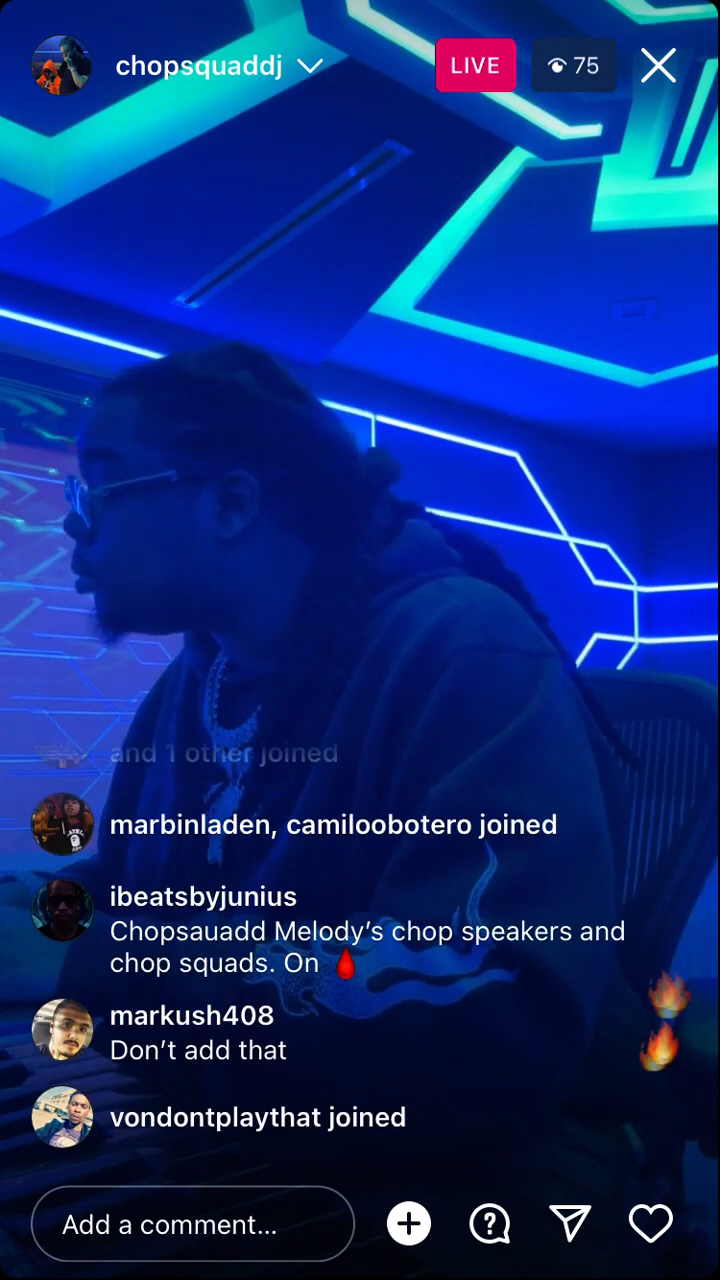 chopsquaddj
LIVE
75
and 1 other joined
marbinladen, camiloobotero joined
ibeatsbyjunius
Chopsauadd Melody’s chop speakers and
chop squads. On 🩸
markush408
Don’t add that
vondontplaythat joined
Add a comment...